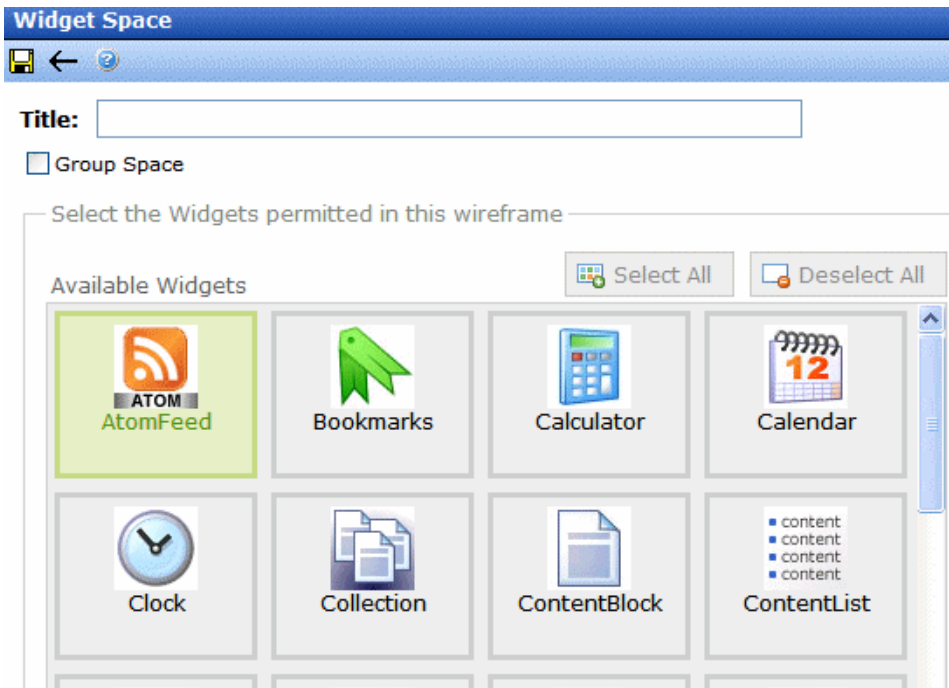 Widget Space
Title:
Group Space
Select the Widgets permitted in this wireframe
Available Widgets
Select All
Deselect All
ATOM
12
AtomFeed
Bookmarks
Calculator
Calendar
content
content
content
content
Clock
Collection
ContentBlock
ContentList